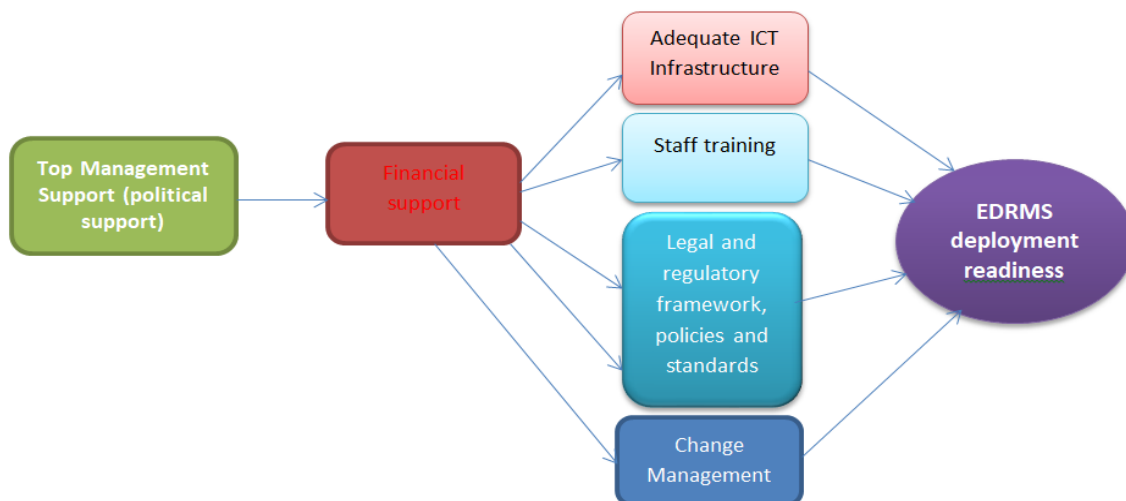 Top Management
Support (political
support)
Financial
support
Adequate ICT
Infrastructure
Staff training
Legal and
regulatory
framework,
policies and
standards
Change
Management
EDRMS
deployment
readiness